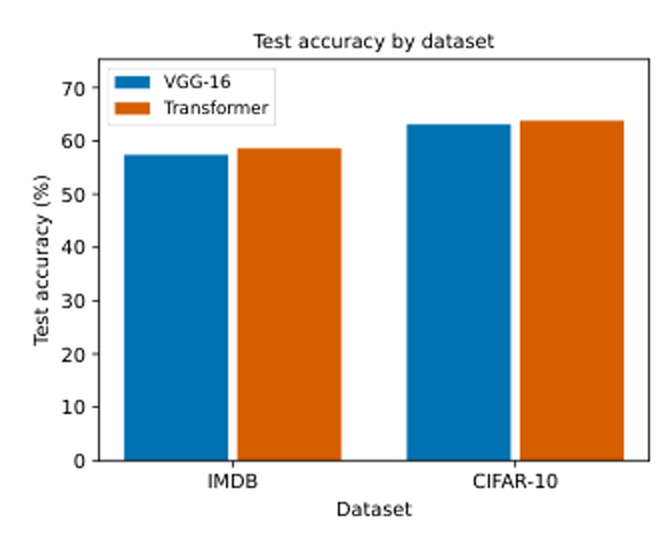 Test accuracy by dataset
VGG-16
Transformer
Test accuracy (%)
70
60
50
40
30
20
10
0
IMDB CIFAR-10
Dataset